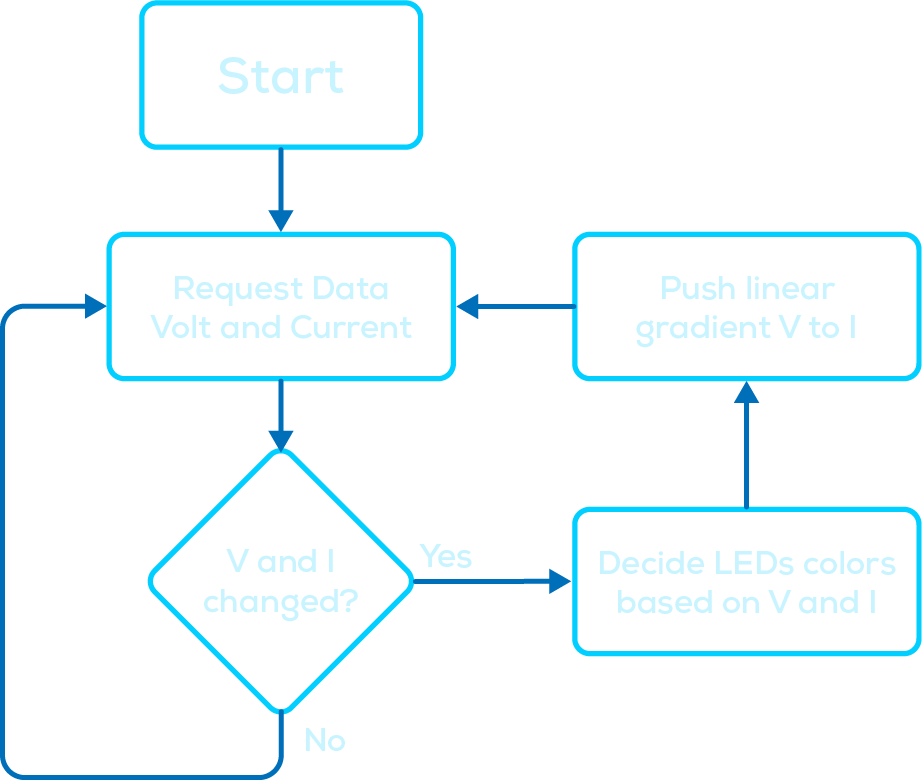 Start
Request Data
Volt and Current
Push linear
gradient V to I
V and I
changed?
Yes
Decide LEDs colors
based on V and I
No